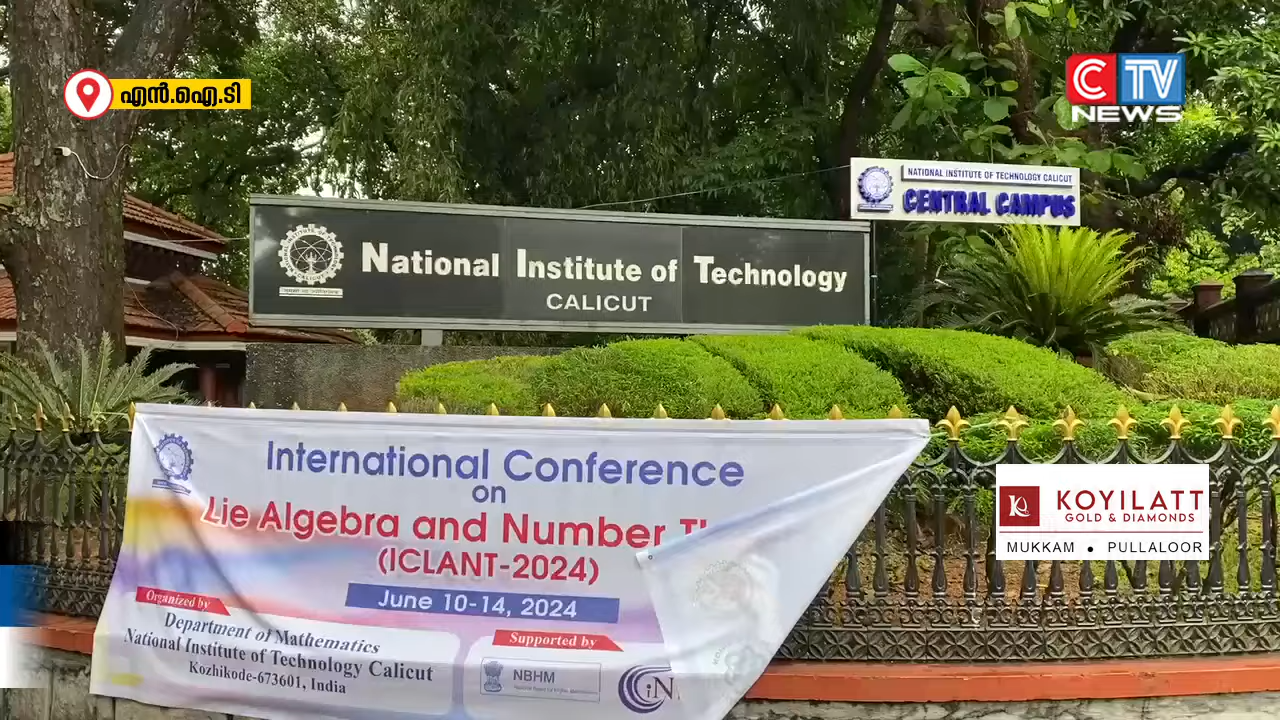 എൻ.ഐ.ടി
C TV
NEWS
NATIONAL INSTITUTE OF TECHNOLOGY CALICUT
CENTRAL CAMPUS
National Institute of Technology
CALICUT
International Conference
on
Lie Algebra and Number
(ICLANT-2024)
June 10-14, 2024
Organized by
Department of Mathematics
National Institute of Technology Calicut
Kozhikode-673601, India
Supported by
NBHM
KOYILATT
GOLD & DIAMONDS
MUKKAM • PULLALOOR